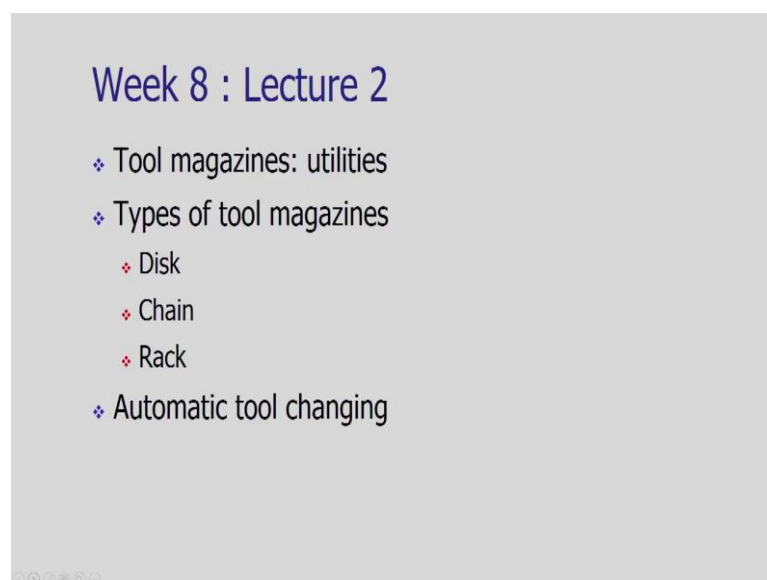 Week 8 : Lecture 2
Tool magazines: utilities
Types of tool magazines
Disk
Chain
Rack
Automatic tool changing